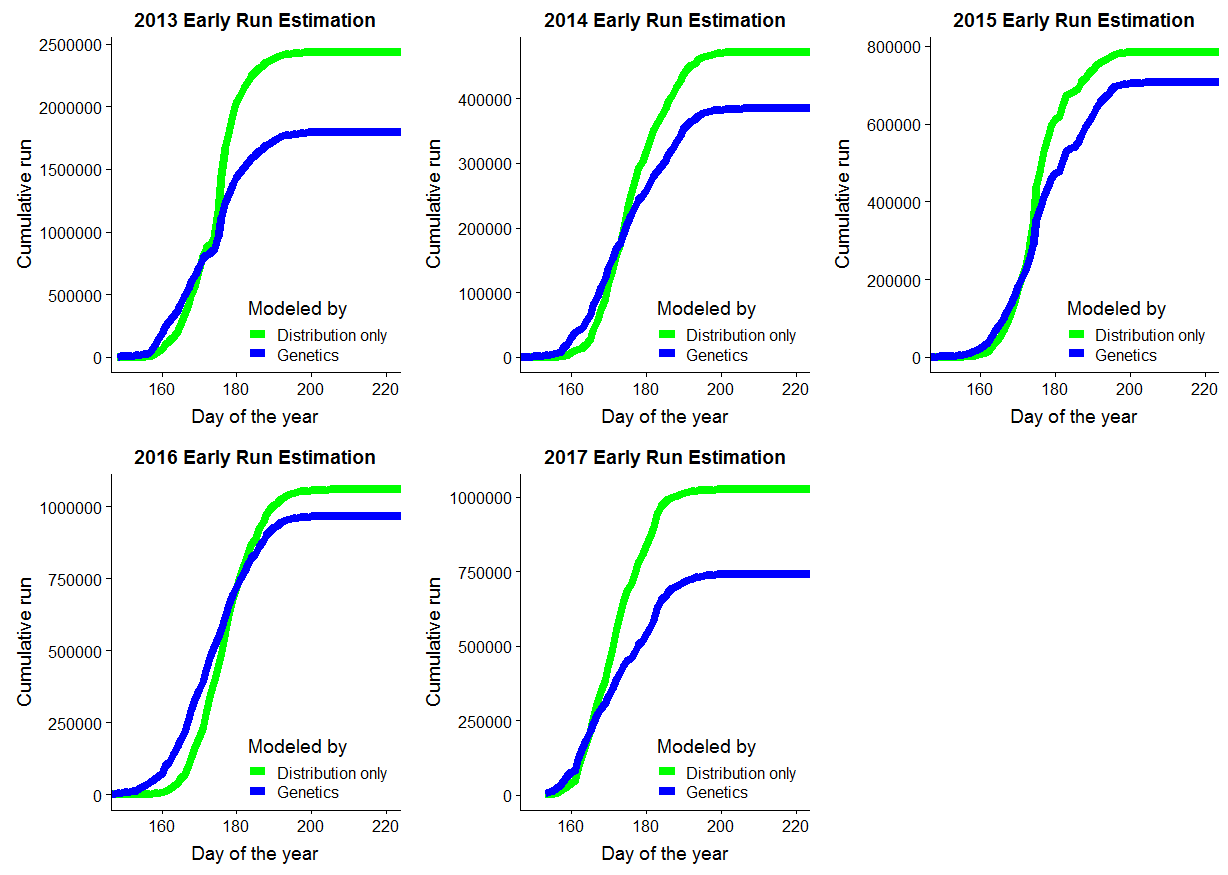 2013 Early Run Estimation
2500000
2000000
1500000
1000000
500000
0
Cumulative run
Modeled by
Distribution only
Genetics
160 180 200 220
Day of the year
2014 Early Run Estimation
400000
300000
200000
100000
0
Cumulative run
Modeled by
Distribution only
Genetics
160 180 200 220
Day of the year
2015 Early Run Estimation
800000
600000
400000
200000
0
Cumulative run
Modeled by
Distribution only
Genetics
160 180 200 220
Day of the year
2016 Early Run Estimation
1000000
750000
500000
250000
0
Cumulative run
Modeled by
Distribution only
Genetics
160 180 200 220
Day of the year
2017 Early Run Estimation
1000000
750000
500000
250000
0
Cumulative run
Modeled by
Distribution only
Genetics
160 180 200 220
Day of the year